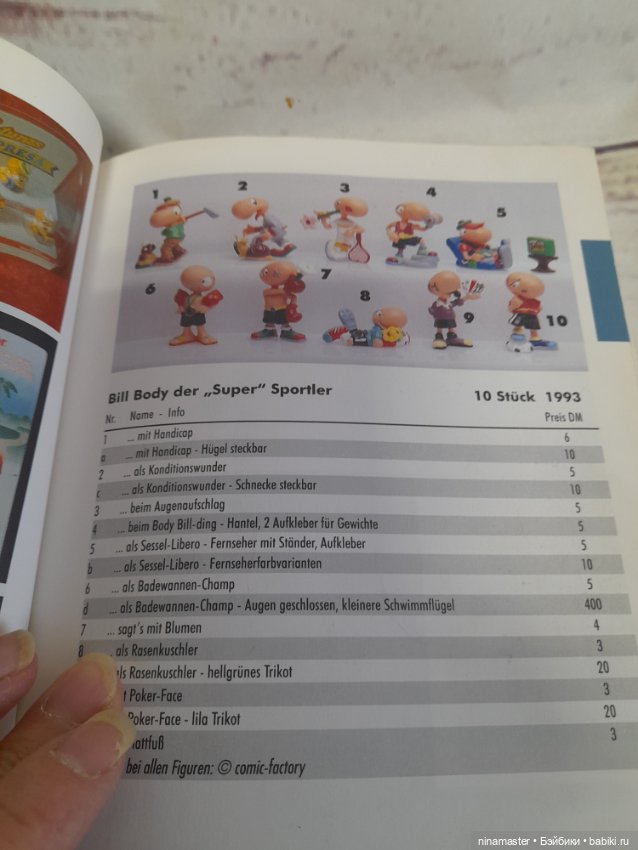 1
2
3
4
5
6
7
8
9
10
Bill Body der „Super“ Sportler 10 Stück 1993
Nr. Name - Info Preis DM
1 ... mit Handicap 6
a ... mit Handicap - Hügel steckbar 10
2 ... als Konditionswunder 5
c ... als Konditionswunder - Schnecke steckbar 10
3 ... beim Augenaufschlag 5
4 ... beim Body Bill-ding - Hantel, 2 Aufkleber für Gewichte 5
5 ... als Sessel-Libero - Fernseher mit Ständer, Aufkleber 5
b ... als Sessel-Libero - Fernseherfarbvarianten 10
6 ... als Badewannen-Champ 5
d ... als Badewannen-Champ - Augen geschlossen, kleinere Schwimmflügel 400
7 ... sagt's mit Blumen 4
8 ... als Rasenkuschler 3
als Rasenkuschler - hellgrünes Trikot 20
t Poker-Face 3
Poker-Face - lila Trikot 20
lattfuß 3
bei allen Figuren: © comic-factory
ninamaster • Бэйбики • babiki.ru